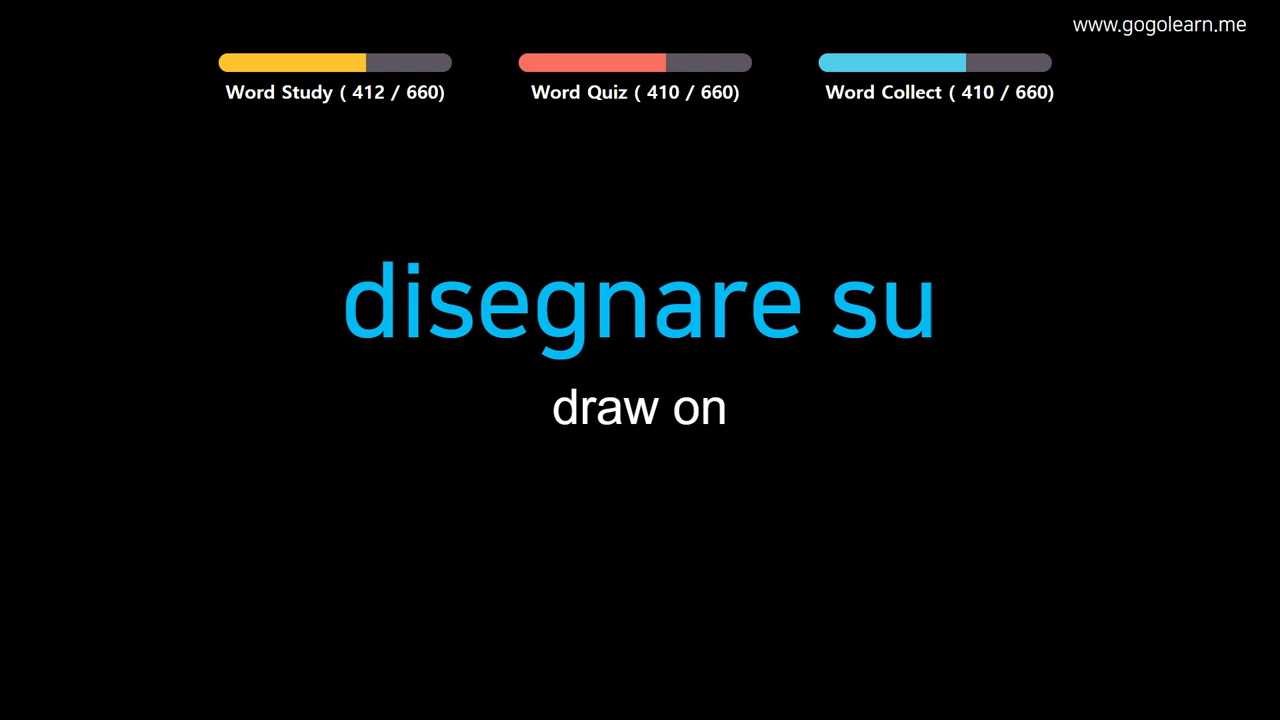 www.gogolearn.me
Word Study ( 412 / 660)
Word Quiz ( 410 / 660)
Word Collect ( 410 / 660)
disegnare su
draw on